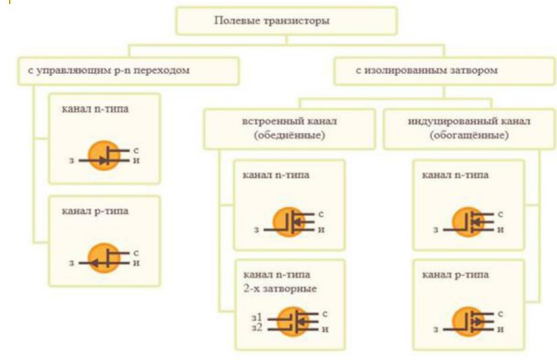 Полевые транзисторы
с управляющим p-n переходом
с изолированным затвором
канал n-типа
с
з
и
канал p-типа
с
з
и
встроенный канал
(обеднённые)
канал n-типа
с
з
и
канал n-типа
2-х затворные
з1
с
з2
и
индуцированный канал
(обогащённые)
канал n-типа
с
з
и
канал p-типа
с
з
и